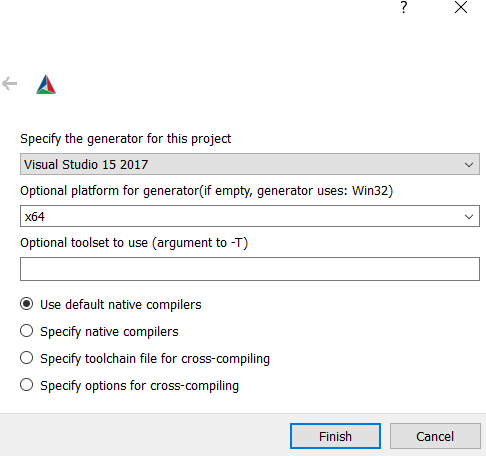 ?
Specify the generator for this project
Visual Studio 15 2017
Optional platform for generator(if empty, generator uses: Win32)
x64
Optional toolset to use (argument to -T)
Use default native compilers
Specify native compilers
Specify toolchain file for cross-compiling
Specify options for cross-compiling
Finish
Cancel